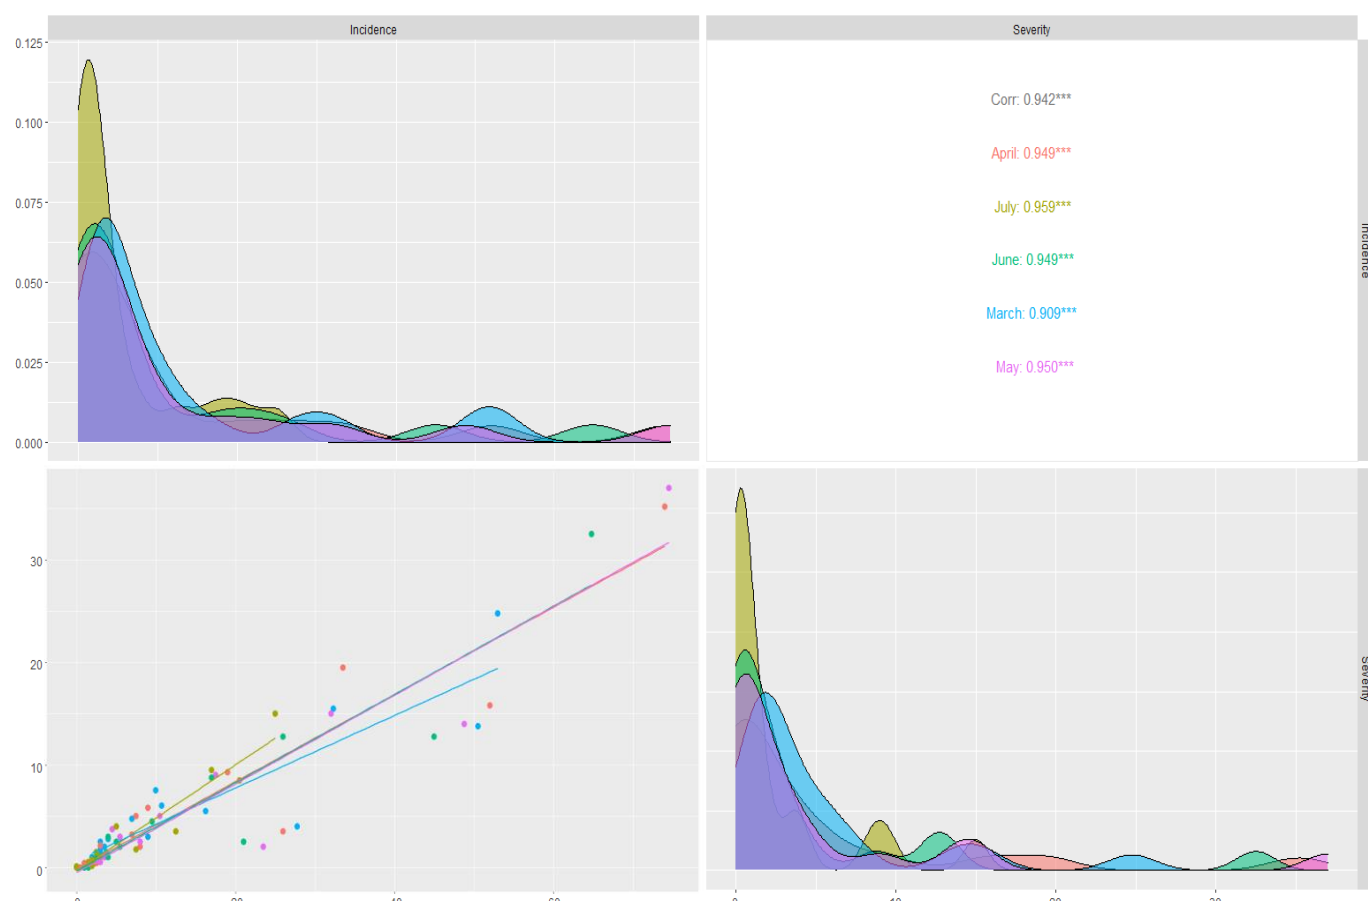 Incidence
Severity
0.125
0.100
0.075
0.050
0.025
0.000
Corr: 0.942***
April: 0.949***
July: 0.959***
June: 0.949***
March: 0.909***
May: 0.950***
Incidence
30
20
10
0
Severity